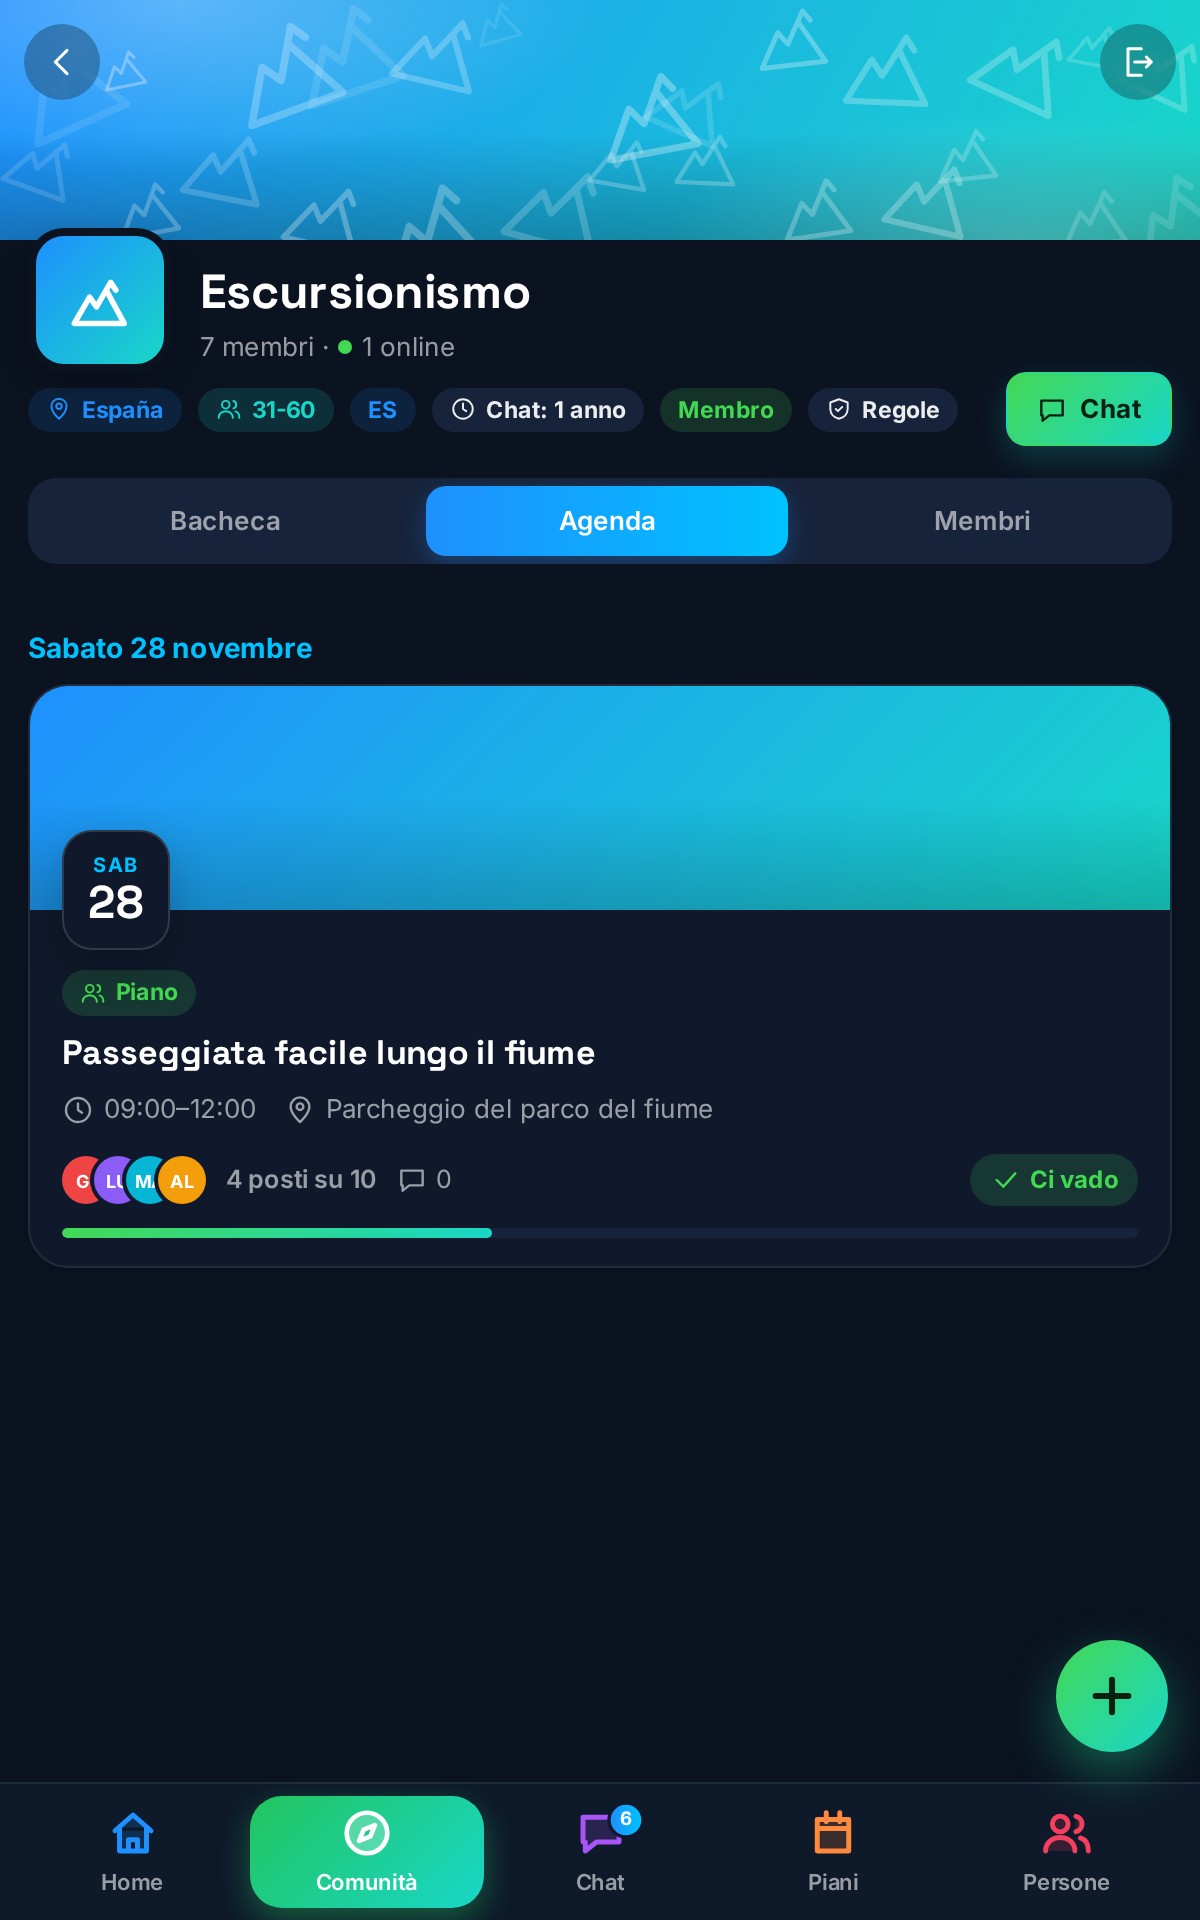 Escursionismo
7 membri · 1 online
España 31-60 ES Chat: 1 anno Membro Regole Chat
Bacheca Agenda Membri
Sabato 28 novembre
SAB
28
Piano
Passeggiata facile lungo il fiume
09:00–12:00 Parcheggio del parco del fiume
AL 4 posti su 10 0 Ci vado
6
Home Comunità Chat Piani Persone